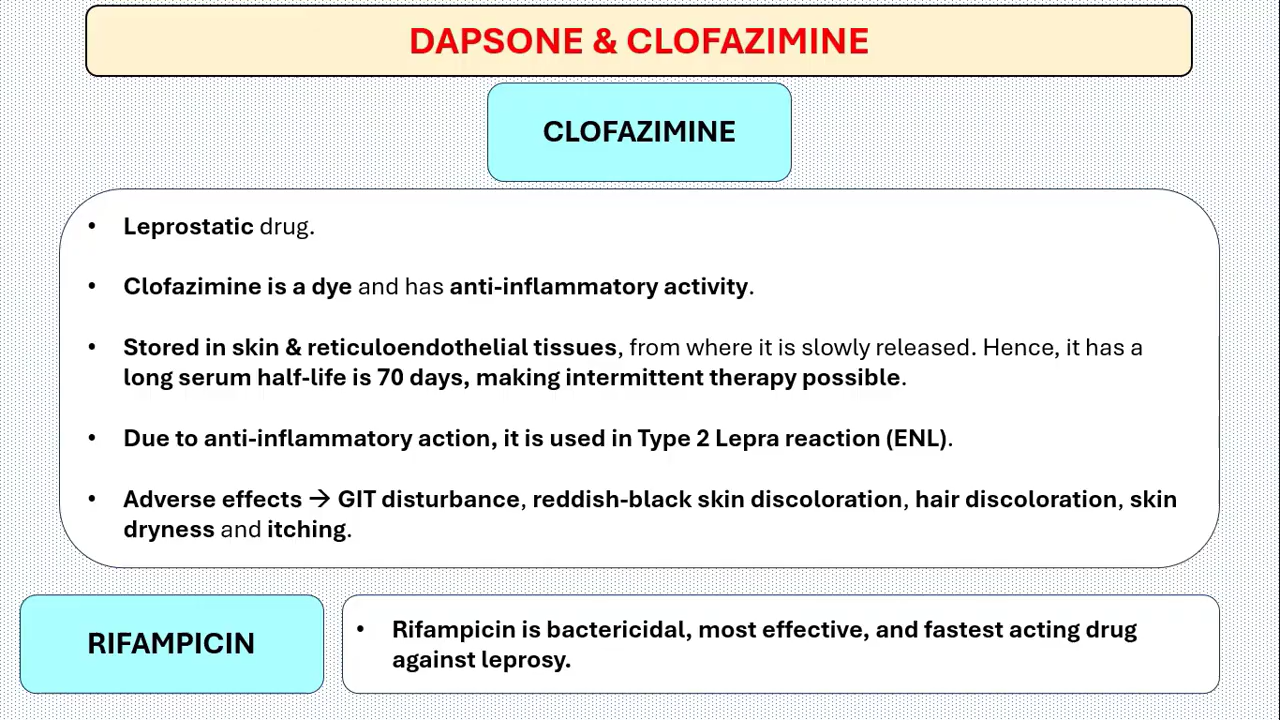 DAPSONE & CLOFAZIMINE
CLOFAZIMINE
• Leprostatic drug.
• Clofazimine is a dye and has anti-inflammatory activity.
• Stored in skin & reticuloendothelial tissues, from where it is slowly released. Hence, it has a
long serum half-life is 70 days, making intermittent therapy possible.
• Due to anti-inflammatory action, it is used in Type 2 Lepra reaction (ENL).
• Adverse effects → GIT disturbance, reddish-black skin discoloration, hair discoloration, skin
dryness and itching.
RIFAMPICIN
• Rifampicin is bactericidal, most effective, and fastest acting drug
against leprosy.